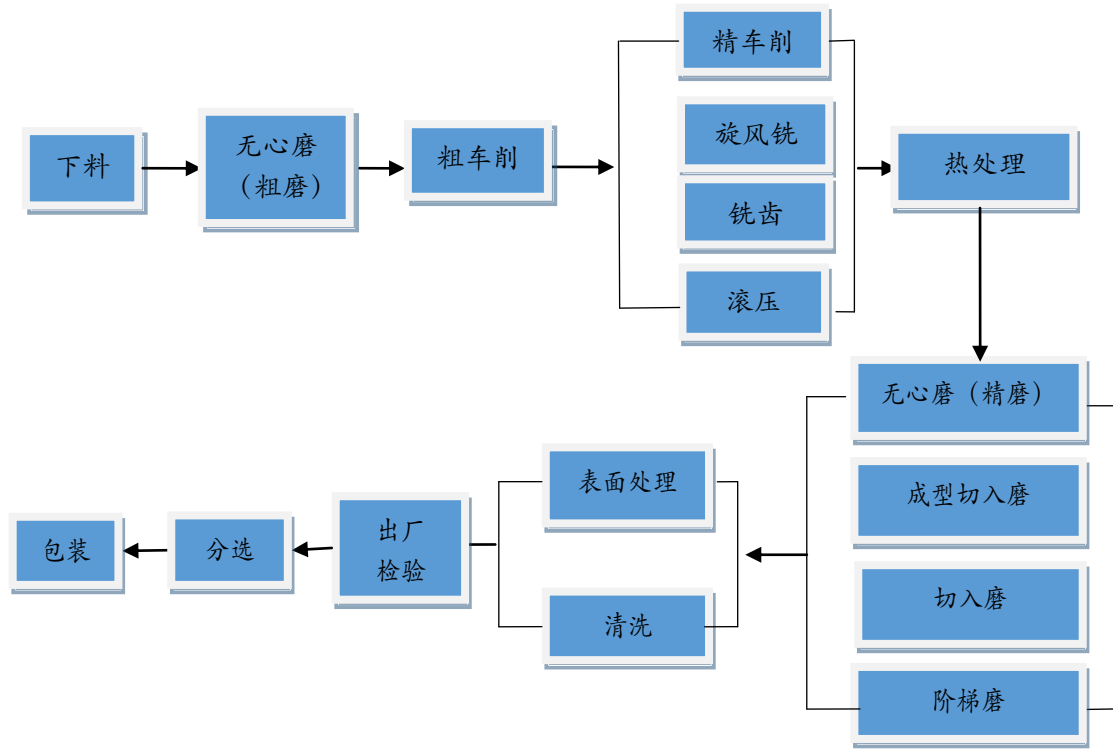 下料
无心磨
（粗磨）
粗车削
精车削
旋风铣
铣齿
滚压
热处理
无心磨（精磨）
成型切入磨
切入磨
阶梯磨
表面处理
清洗
出厂
检验
分选
包装